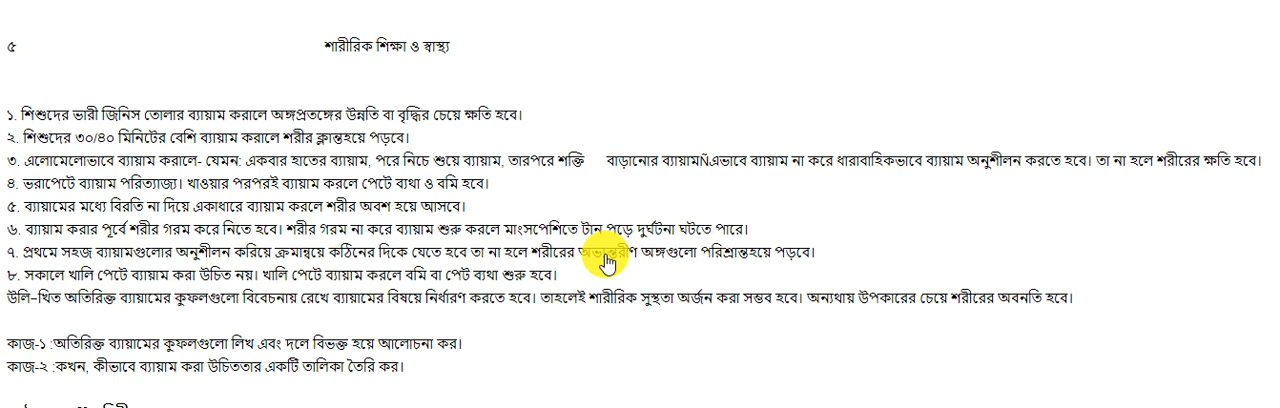 ৫ শারীরিক শিক্ষা ও স্বাস্থ্য
১. শিশুদের ভারী জিনিস তোলার ব্যায়াম করালে অঙ্গপ্রতঙ্গের উন্নতি বা বৃদ্ধির চেয়ে ক্ষতি হবে।
২. শিশুদের ৩০/৪০ মিনিটের বেশি ব্যায়াম করালে শরীর ক্লান্তহয়ে পড়বে।
৩. এলোমেলোভাবে ব্যায়াম করালে- যেমন: একবার হাতের ব্যায়াম, পরে নিচে শুয়ে ব্যায়াম, তারপরে শক্তি বাড়ানোর ব্যায়ামÑএভাবে ব্যায়াম না করে ধারাবাহিকভাবে ব্যায়াম অনুশীলন করতে হবে। তা না হলে শরীরের ক্ষতি হবে।
৪. ভরাপেটে ব্যায়াম পরিত্যাজ্য। খাওয়ার পরপরই ব্যায়াম করলে পেটে ব্যথা ও বমি হবে।
৫. ব্যায়ামের মধ্যে বিরতি না দিয়ে একাধারে ব্যায়াম করলে শরীর অবশ হয়ে আসবে।
৬. ব্যায়াম করার পূর্বে শরীর গরম করে নিতে হবে। শরীর গরম না করে ব্যায়াম শুরু করলে মাংসপেশিতে টান পড়ে দুর্ঘটনা ঘটতে পারে।
৭. প্রথমে সহজ ব্যায়ামগুলোর অনুশীলন করিয়ে ক্রমান্বয়ে কঠিনের দিকে যেতে হবে তা না হলে শরীরের অভ্যন্তরীণ অঙ্গগুলো পরিশ্রান্তহয়ে পড়বে।
৮. সকালে খালি পেটে ব্যায়াম করা উচিত নয়। খালি পেটে ব্যায়াম করলে বমি বা পেট ব্যথা শুরু হবে।
উলি−খিত অতিরিক্ত ব্যায়ামের কুফলগুলো বিবেচনায় রেখে ব্যায়ামের বিষয়ে নির্ধারণ করতে হবে। তাহলেই শারীরিক সুস্থতা অর্জন করা সম্ভব হবে। অন্যথায় উপকারের চেয়ে শরীরের অবনতি হবে।
কাজ-১ :অতিরিক্ত ব্যায়ামের কুফলগুলো লিখ এবং দলে বিভক্ত হয়ে আলোচনা কর।
কাজ-২ :কখন, কীভাবে ব্যায়াম করা উচিততার একটি তালিকা তৈরি কর।